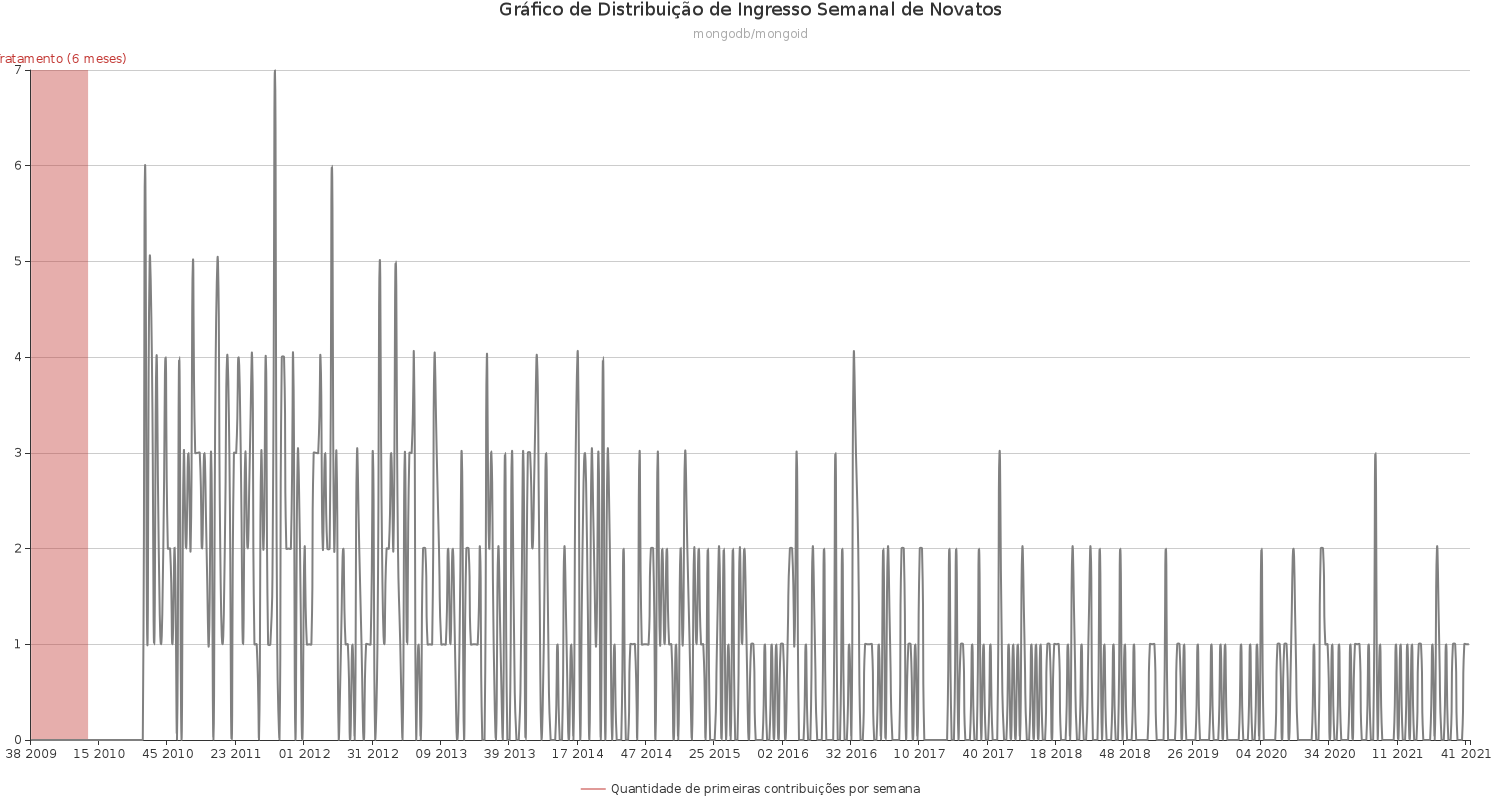 Gráfico de Distribuição de Ingresso Semanal de Novatos
mongodb/mongoid
ratamento (6 meses)
7
6
5
4
3
2
1
0
38 2009 15 2010 45 2010 23 2011 01 2012 31 2012 09 2013 39 2013 17 2014 47 2014 25 2015 02 2016 32 2016 10 2017 40 2017 18 2018 48 2018 26 2019 04 2020 34 2020 11 2021 41 2021
Quantidade de primeiras contribuições por semana